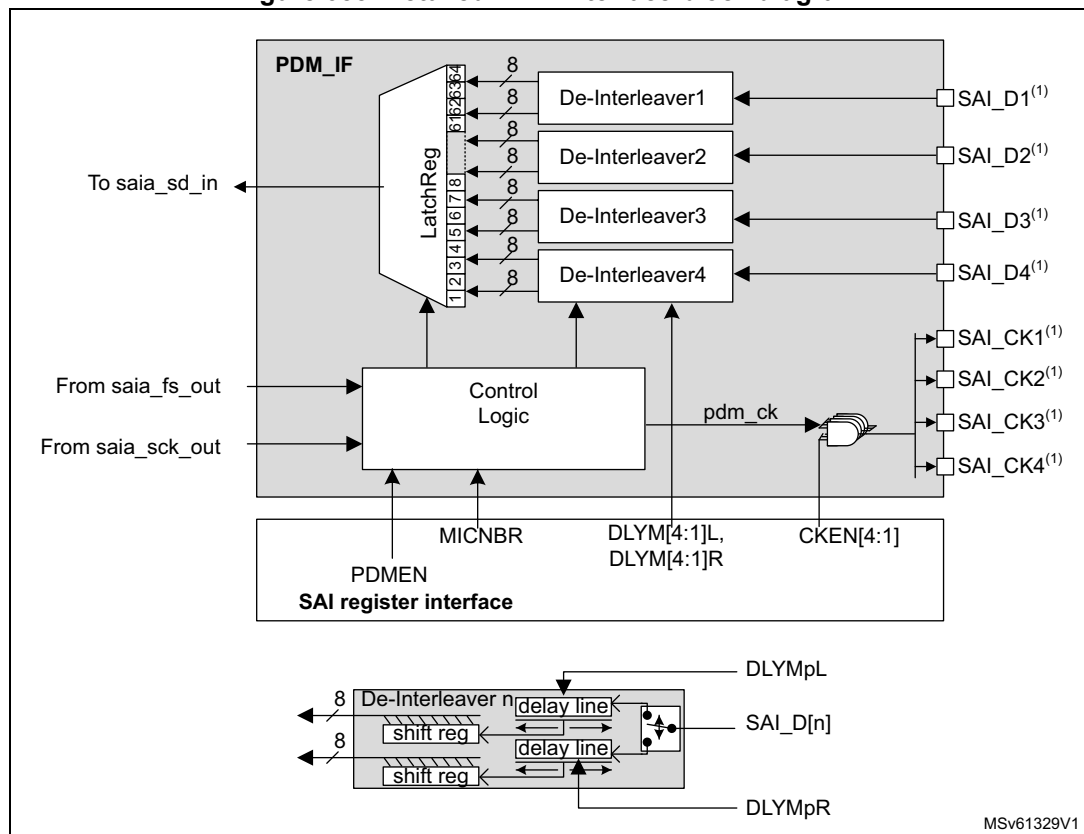 PDM_IF
LatchReg
61 62 63 64
1 2 3 4 5 6 7 8
8
8
8
8
8
8
8
8
De-Interleaver1
De-Interleaver2
De-Interleaver3
De-Interleaver4
SAI_D1(1)
SAI_D2(1)
SAI_D3(1)
SAI_D4(1)
To saia_sd_in
From saia_fs_out
From saia_sck_out
Control
Logic
pdm_ck
SAI_CK1(1)
SAI_CK2(1)
SAI_CK3(1)
SAI_CK4(1)
MICNBR
DLYM[4:1]L,
DLYM[4:1]R
CKEN[4:1]
PDMEN
SAI register interface
DLYMpL
De-Interleaver n
8
delay line
shift reg
SAI_D[n]
8
delay line
shift reg
DLYMpR
MSv61329V1